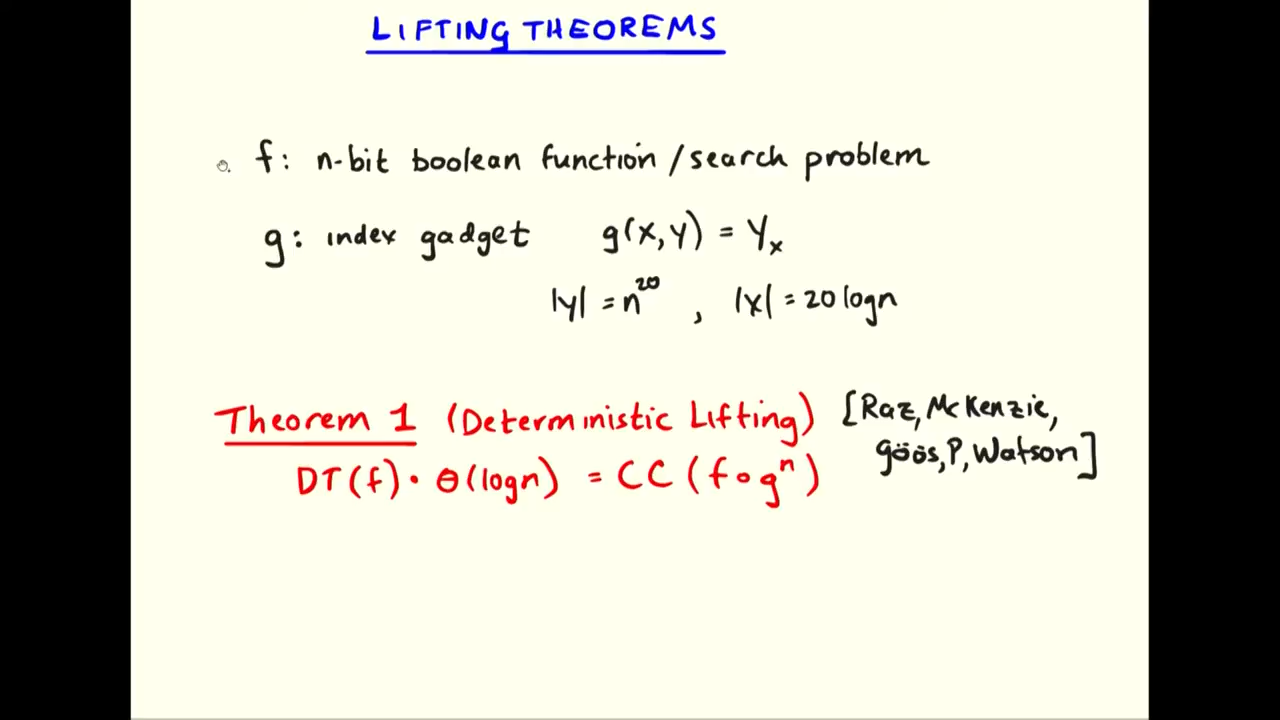 LIFTING THEOREMS
f: n-bit boolean function / search problem
g: index gadget g(x,y) = y_x
|y| = n^20 , |x| = 20 log n
Theorem 1 (Deterministic Lifting) [Raz, McKenzie,
göös, P, Watson]
DT(f) · θ(log n) = CC(f∘g^n)